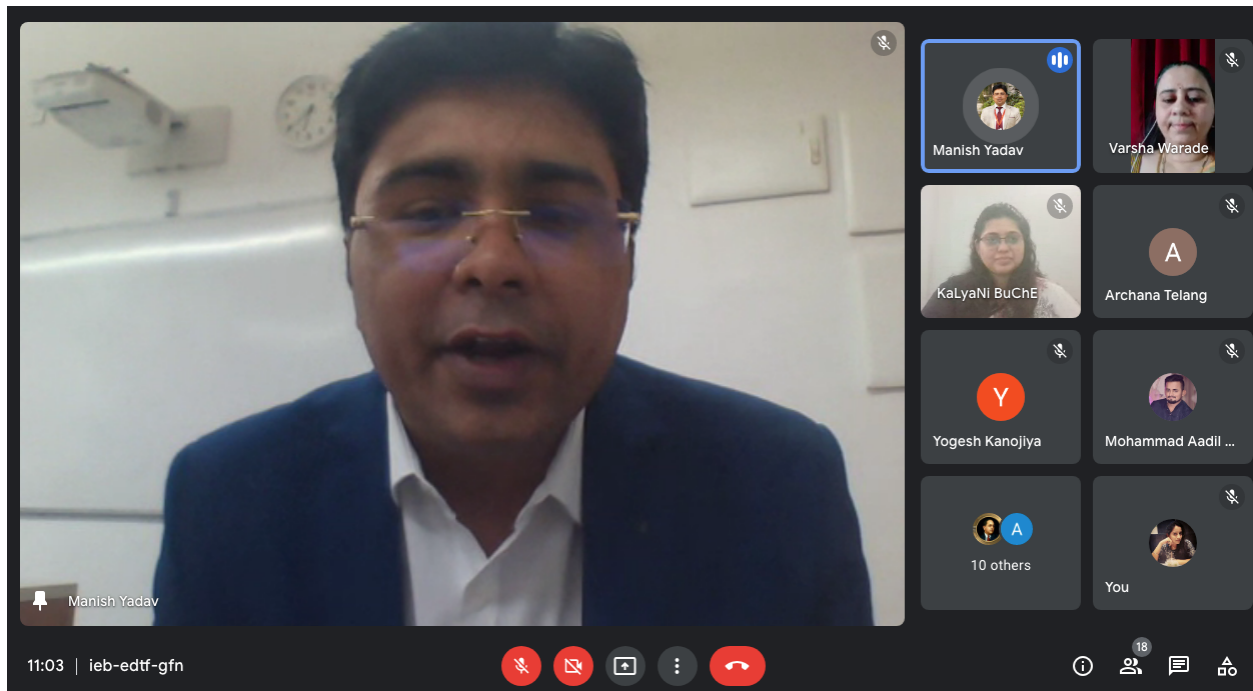 Manish Yadav
Manish Yadav
Varsha Warade
KaLyaNi BuChE
A
Archana Telang
Y
Yogesh Kanojiya
Mohammad Aadil ...
A
10 others
You
11:03 | ieb-edtf-gfn
18